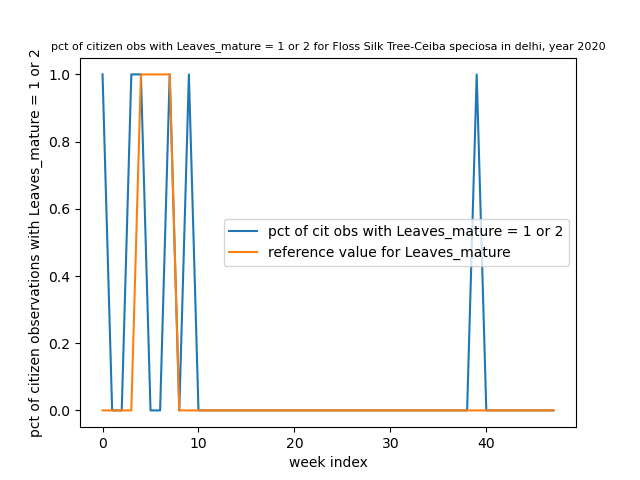 pct of citizen obs with Leaves_mature = 1 or 2 for Floss Silk Tree-Ceiba speciosa in delhi, year 2020
pct of citizen observations with Leaves_mature = 1 or 2
1.0
0.8
0.6
0.4
0.2
0.0
pct of cit obs with Leaves_mature = 1 or 2
reference value for Leaves_mature
0 10 20 30 40
week index